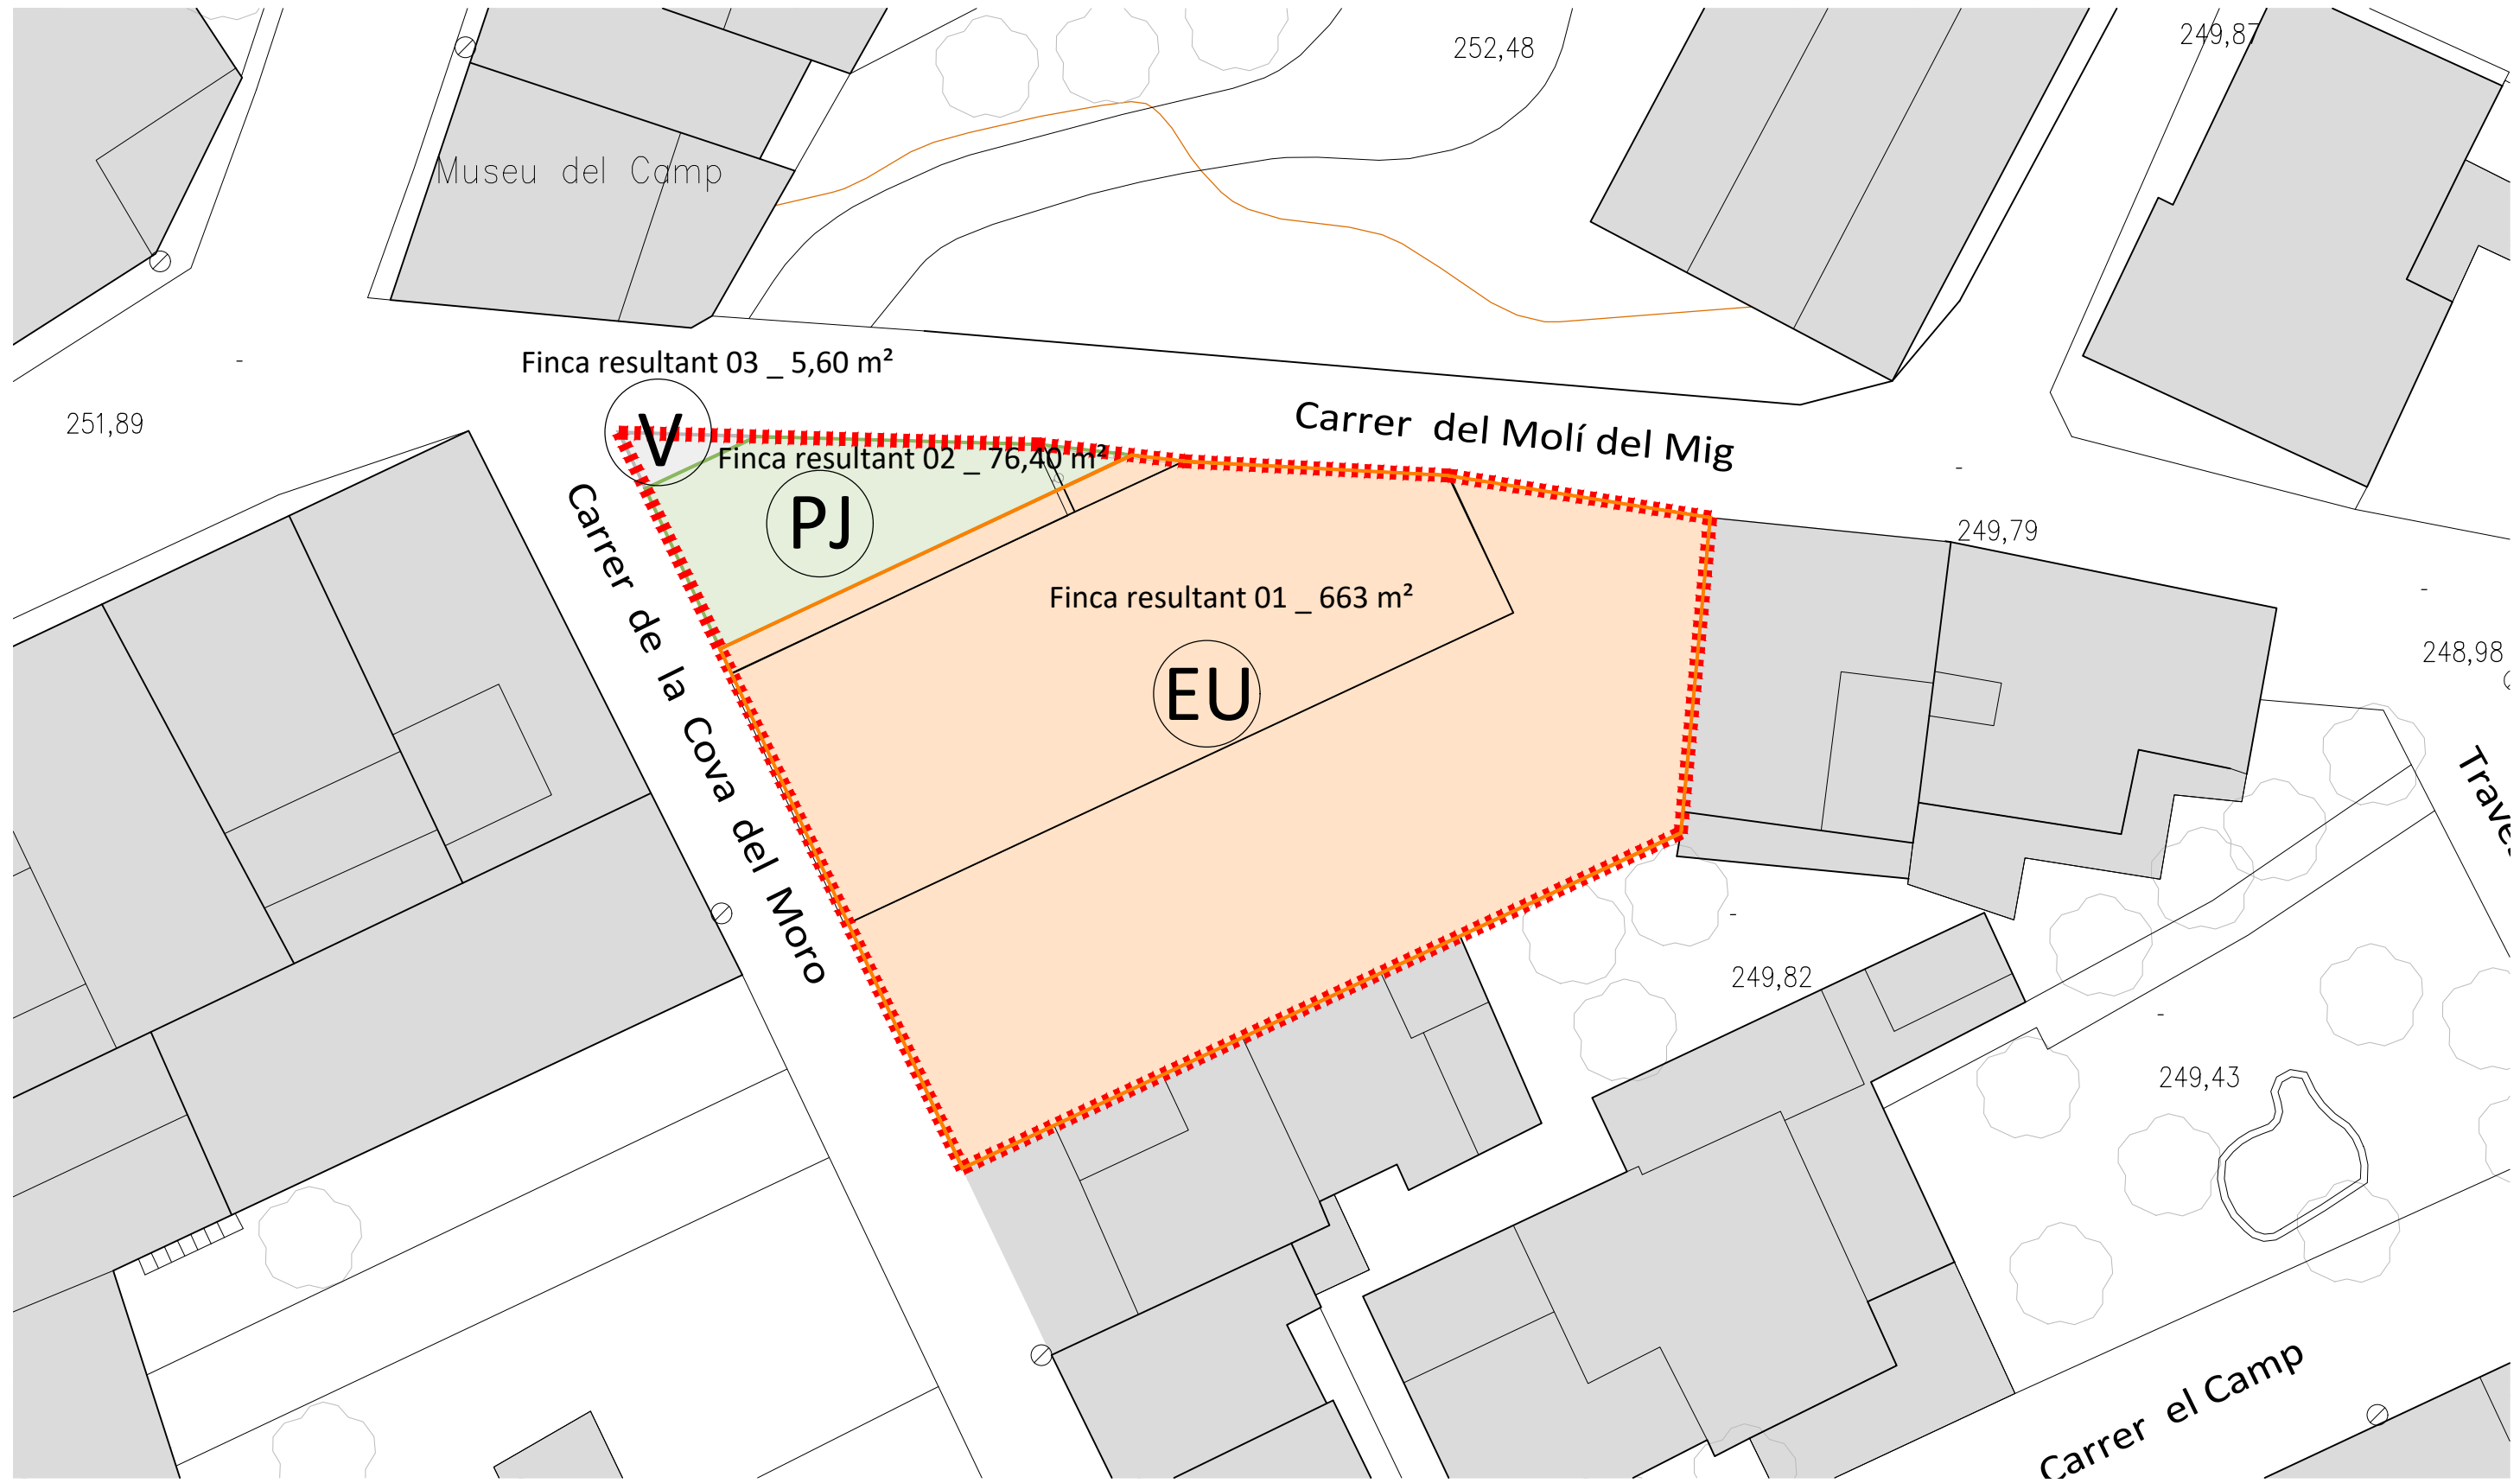 252,48
249,87
Museu del Camp
Finca resultant 03 _ 5,60 m²
251,89
V
Carrer del Molí del Mig
Finca resultant 02 _ 76,40 m²
PJ
249,79
Finca resultant 01 _ 663 m²
EU
248,98
Carrer de la Cova del Moro
249,82
249,43
Carrer el Camp